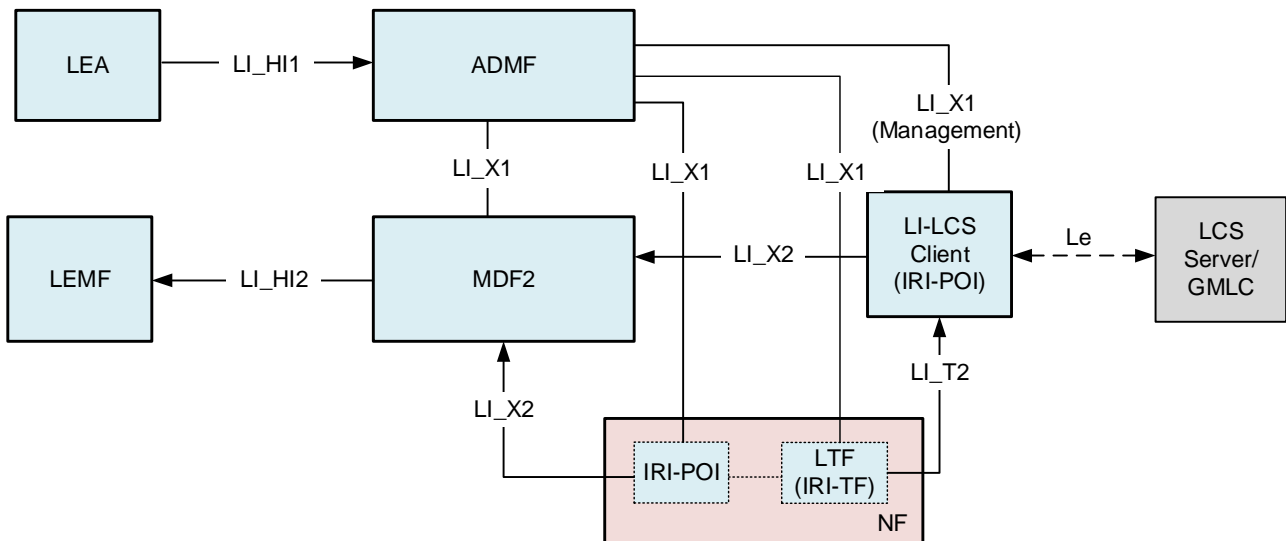 LEA
LI_HI1
ADMF
LI_X1
(Management)
LI_X1
LI_X1
LI_X1
LEMF
LI_HI2
MDF2
LI_X2
LI-LCS
Client
(IRI-POI)
Le
LCS
Server/
GMLC
LI_X2
LI_T2
IRI-POI
LTF
(IRI-TF)
NF